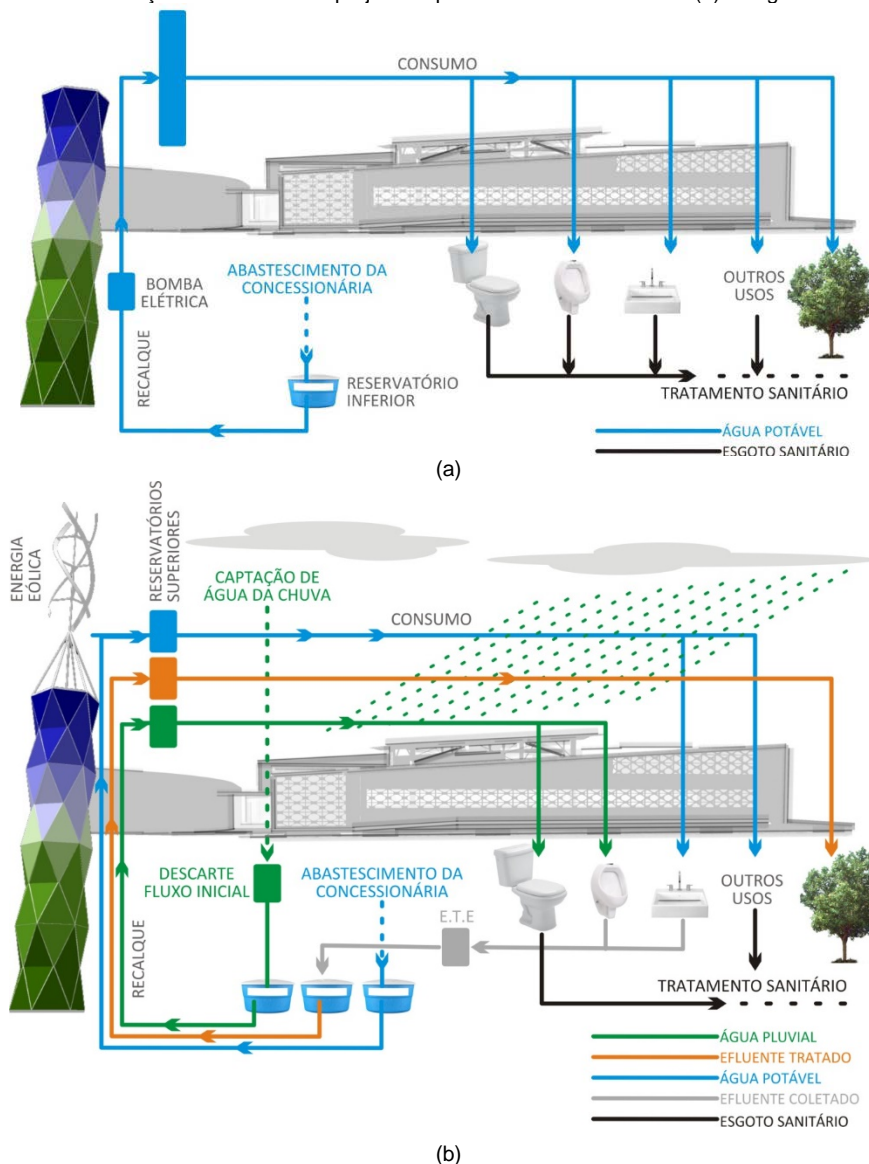 CONSUMO
BOMBA
ELÉTRICA
ABASTESCIMENTO DA
CONCESSIONÁRIA
RECALQUE
RESERVATÓRIO
INFERIOR
OUTROS
USOS
TRATAMENTO SANITÁRIO
ÁGUA POTÁVEL
ESGOTO SANITÁRIO
(a)
ENERGIA
EÓLICA
RESERVATÓRIOS
SUPERIORES
CAPTAÇÃO DE
ÁGUA DA CHUVA
CONSUMO
DESCARTE
FLUXO INICIAL
ABASTESCIMENTO DA
CONCESSIONÁRIA
RECALQUE
E.T.E
OUTROS
USOS
TRATAMENTO SANITÁRIO
ÁGUA PLUVIAL
EFLUENTE TRATADO
ÁGUA POTÁVEL
EFLUENTE COLETADO
ESGOTO SANITÁRIO
(b)